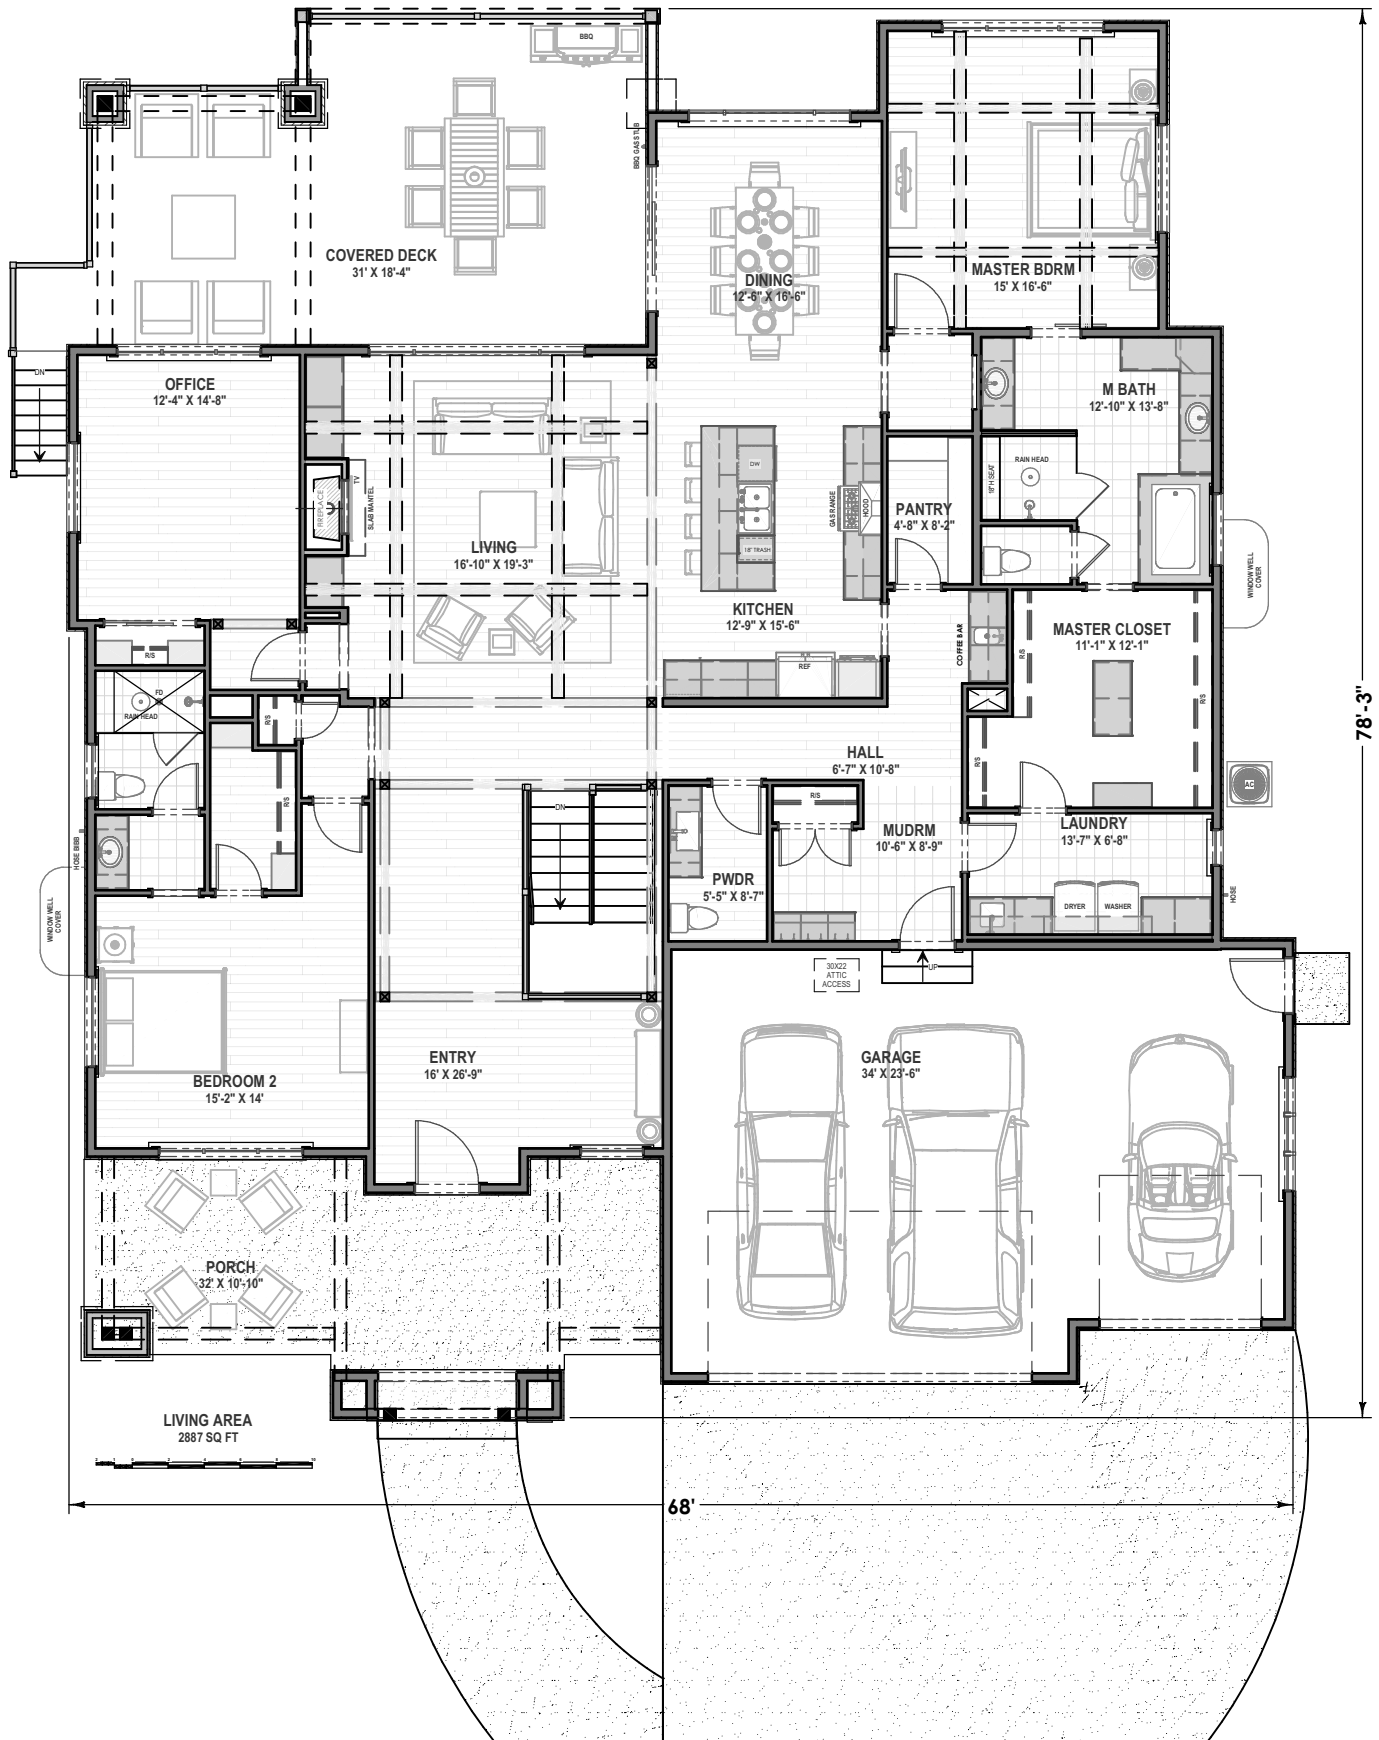 BBQ
BBQ GAS STUB
COVERED DECK
31' X 18'-4"
DINING
12'-6" X 16'-6"
MASTER BDRM
15' X 16'-6"
DN
OFFICE
12'-4" X 14'-8"
M BATH
12'-10" X 13'-8"
RAIN HEAD
18"H SEAT
DW
18" TRASH
GAS RANGE
HOOD
FIREPLACE
TV
SLAB MANTEL
LIVING
16'-10" X 19'-3"
PANTRY
4'-8" X 8'-2"
WINDOW WELL
COVER
KITCHEN
12'-9" X 15'-6"
REF
COFFEE BAR
MASTER CLOSET
11'-1" X 12'-1"
R/S
R/S
R/S
R/S
FD
RAIN HEAD
R/S
R/S
78'-3"
HALL
6'-7" X 10'-8"
AC
DN
R/S
MUDRM
10'-6" X 8'-9"
LAUNDRY
13'-7" X 6'-8"
HOSE BIBB
PWDR
5'-5" X 8'-7"
DRYER
WASHER
HOSE
WINDOW WELL
COVER
30X22
ATTIC
ACCESS
UP
ENTRY
16' X 26'-9"
GARAGE
34' X 23'-6"
BEDROOM 2
15'-2" X 14'
PORCH
32' X 10'-10"
LIVING AREA
2887 SQ FT
68'